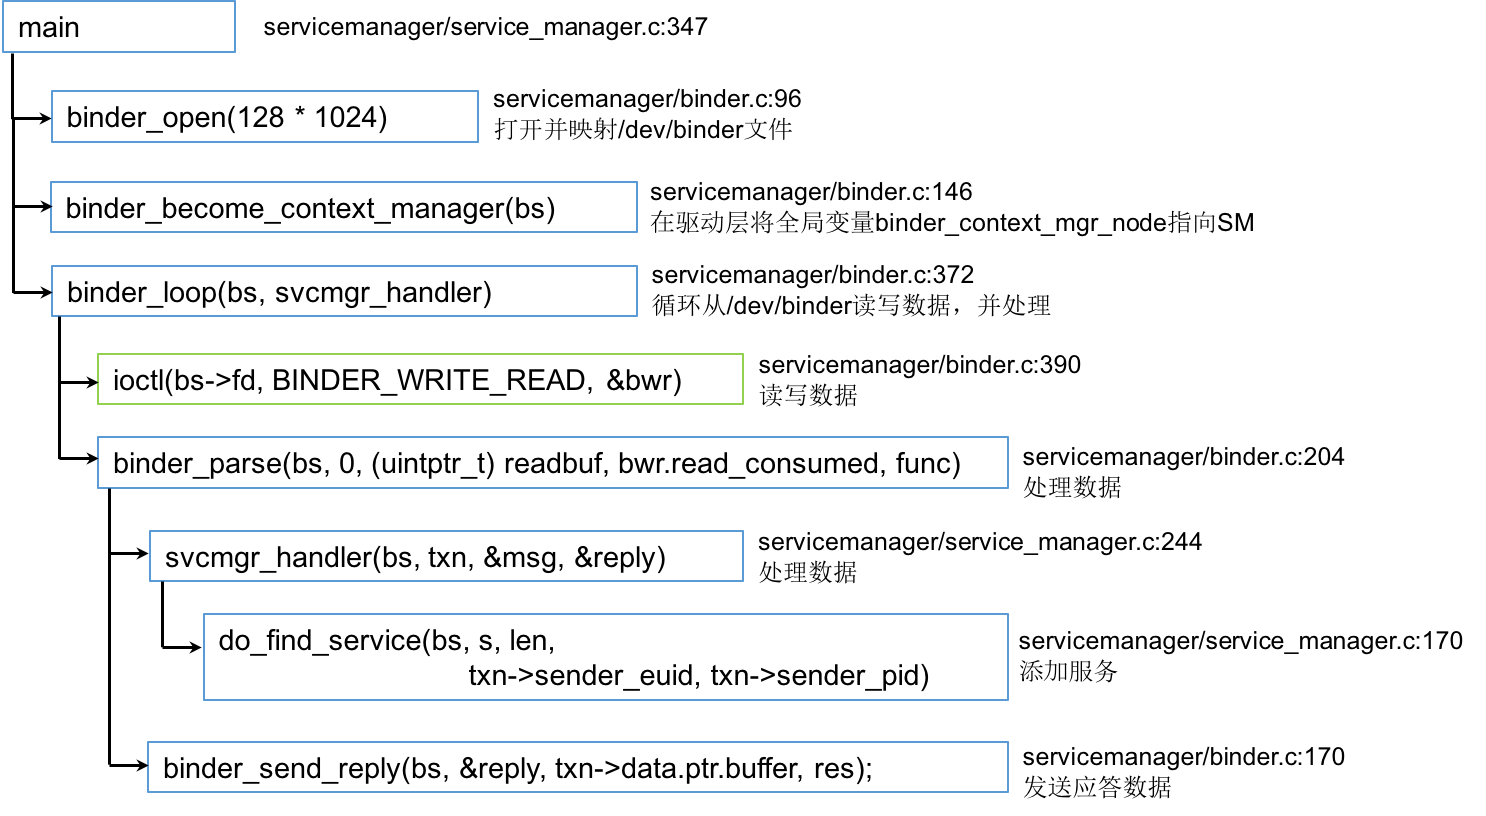 main
servicemanager/service_manager.c:347
binder_open(128 * 1024)
servicemanager/binder.c:96
打开并映射/dev/binder文件
binder_become_context_manager(bs)
servicemanager/binder.c:146
在驱动层将全局变量binder_context_mgr_node指向SM
binder_loop(bs, svcmgr_handler)
servicemanager/binder.c:372
循环从/dev/binder读写数据，并处理
ioctl(bs->fd, BINDER_WRITE_READ, &bwr)
servicemanager/binder.c:390
读写数据
binder_parse(bs, 0, (uintptr_t) readbuf, bwr.read_consumed, func)
servicemanager/binder.c:204
处理数据
svcmgr_handler(bs, txn, &msg, &reply)
servicemanager/service_manager.c:244
处理数据
do_find_service(bs, s, len,
txn->sender_euid, txn->sender_pid)
servicemanager/service_manager.c:170
添加服务
binder_send_reply(bs, &reply, txn->data.ptr.buffer, res);
servicemanager/binder.c:170
发送应答数据